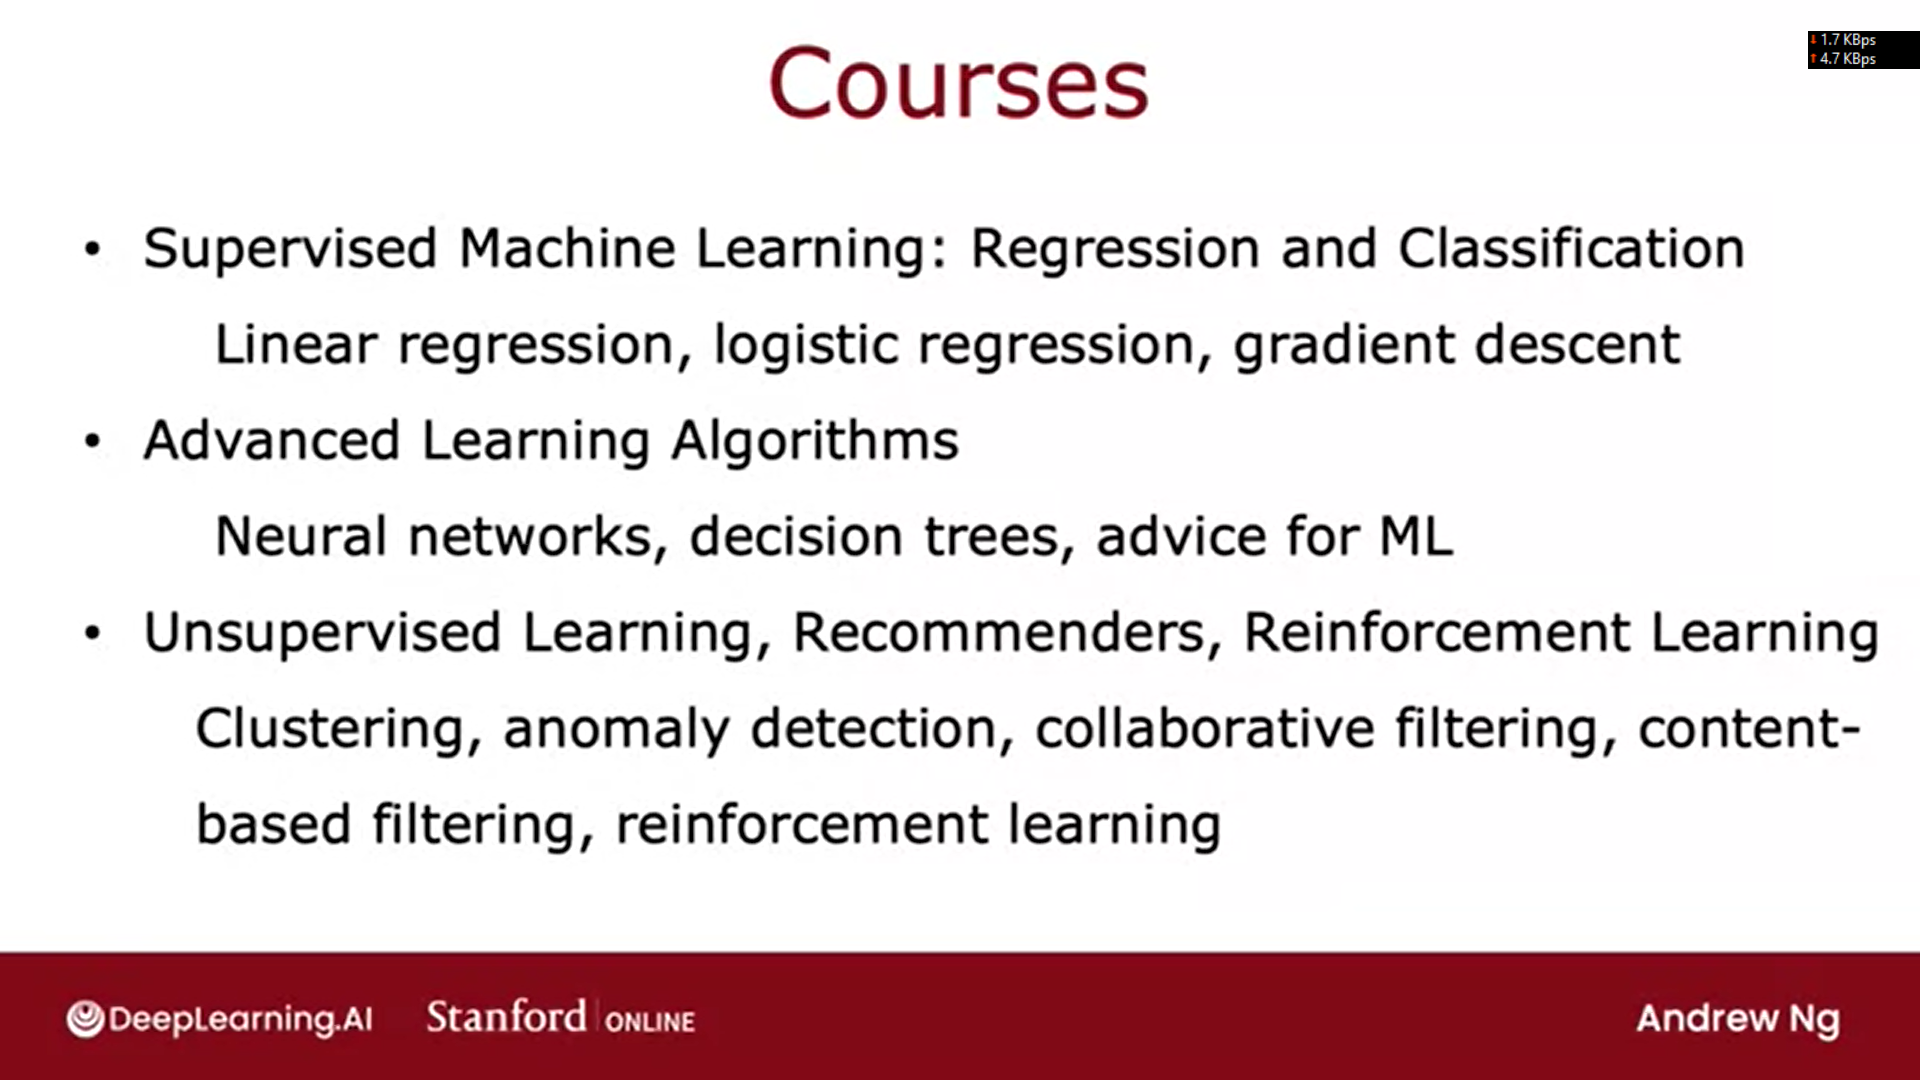 Courses
↓ 1.7 KBps
↑ 4.7 KBps
• Supervised Machine Learning: Regression and Classification
Linear regression, logistic regression, gradient descent
• Advanced Learning Algorithms
Neural networks, decision trees, advice for ML
• Unsupervised Learning, Recommenders, Reinforcement Learning
Clustering, anomaly detection, collaborative filtering, content-
based filtering, reinforcement learning
DeepLearning.AI Stanford | ONLINE Andrew Ng